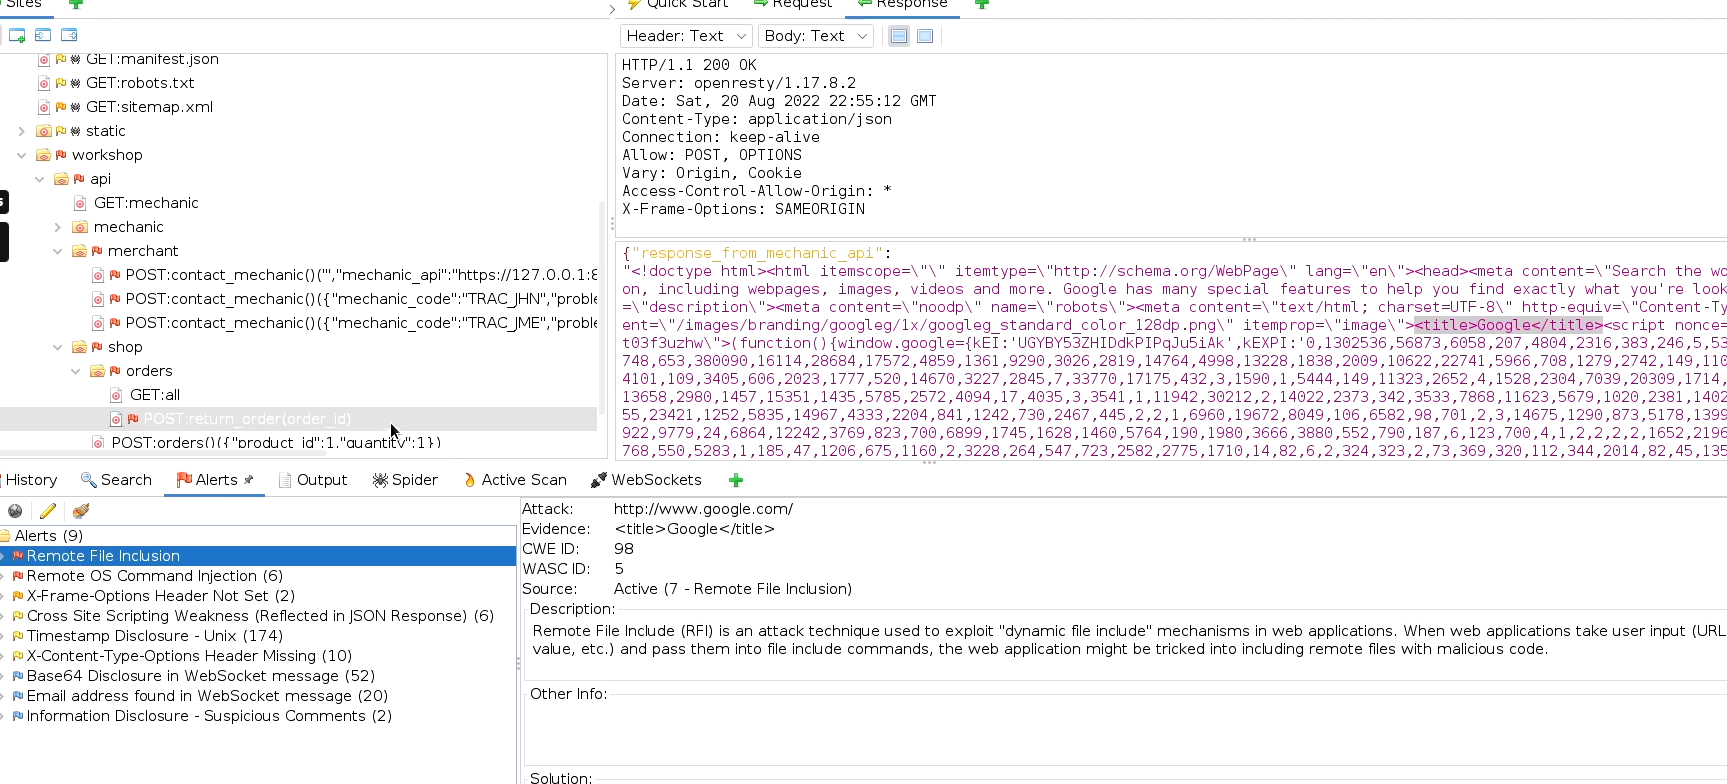 Sites
Quick Start
Request
Response
Header: Text
Body: Text
GET:manifest.json
GET:robots.txt
GET:sitemap.xml
static
workshop
api
GET:mechanic
mechanic
merchant
POST:contact_mechanic()("","mechanic_api":"https://127.0.0.1:8
POST:contact_mechanic()({"mechanic_code":"TRAC_JHN","proble
POST:contact_mechanic()({"mechanic_code":"TRAC_JME","proble
shop
orders
GET:all
POST:return_order(order_id)
POST:orders()({"product_id":1,"quantity":1})
HTTP/1.1 200 OK
Server: openresty/1.17.8.2
Date: Sat, 20 Aug 2022 22:55:12 GMT
Content-Type: application/json
Connection: keep-alive
Allow: POST, OPTIONS
Vary: Origin, Cookie
Access-Control-Allow-Origin: *
X-Frame-Options: SAMEORIGIN
{"response_from_mechanic_api":
"<!doctype html><html itemscope=\"\" itemtype=\"http://schema.org/WebPage\" lang=\"en\"><head><meta content=\"Search the wo
on, including webpages, images, videos and more. Google has many special features to help you find exactly what you're look
=\"description\"><meta content=\"noodp\" name=\"robots\"><meta content=\"text/html; charset=UTF-8\" http-equiv=\"Content-Ty
ent=\"/images/branding/googleg/1x/googleg_standard_color_128dp.png\" itemprop=\"image\"><title>Google</title><script nonce=
t03f3uzhw\">(function(){window.google={kEI:'UGYBY53ZHIDdkPIPqJu5iAk',kEXPI:'0,1302536,56873,6058,207,4804,2316,383,246,5,53
748,653,380090,16114,28684,17572,4859,1361,9290,3026,2819,14764,4998,13228,1838,2009,10622,22741,5966,708,1279,2742,149,110
4101,109,3405,606,2023,1777,520,14670,3227,2845,7,33770,17175,432,3,1590,1,5444,149,11323,2652,4,1528,2304,7039,20309,1714,
13658,2980,1457,15351,1435,5785,2572,4094,17,4035,3,3541,1,11942,30212,2,14022,2373,342,3533,7868,11623,5679,1020,2381,1402
55,23421,1252,5835,14967,4333,2204,841,1242,730,2467,445,2,2,1,6960,19672,8049,106,6582,98,701,2,3,14675,1290,873,5178,1399
922,9779,24,6864,12242,3769,823,700,6899,1745,1628,1460,5764,190,1980,3666,3880,552,790,187,6,123,700,4,1,2,2,2,2,1652,2196
768,550,5283,1,185,47,1206,675,1160,2,3228,264,547,723,2582,2775,1710,14,82,6,2,324,323,2,73,369,320,112,344,2014,82,45,135
History
Search
Alerts
Output
Spider
Active Scan
WebSockets
Alerts (9)
Remote File Inclusion
Remote OS Command Injection (6)
X-Frame-Options Header Not Set (2)
Cross Site Scripting Weakness (Reflected in JSON Response) (6)
Timestamp Disclosure - Unix (174)
X-Content-Type-Options Header Missing (10)
Base64 Disclosure in WebSocket message (52)
Email address found in WebSocket message (20)
Information Disclosure - Suspicious Comments (2)
Attack: http://www.google.com/
Evidence: <title>Google</title>
CWE ID: 98
WASC ID: 5
Source: Active (7 - Remote File Inclusion)
Description:
Remote File Include (RFI) is an attack technique used to exploit "dynamic file include" mechanisms in web applications. When web applications take user input (URL
value, etc.) and pass them into file include commands, the web application might be tricked into including remote files with malicious code.
Other Info:
Solution: